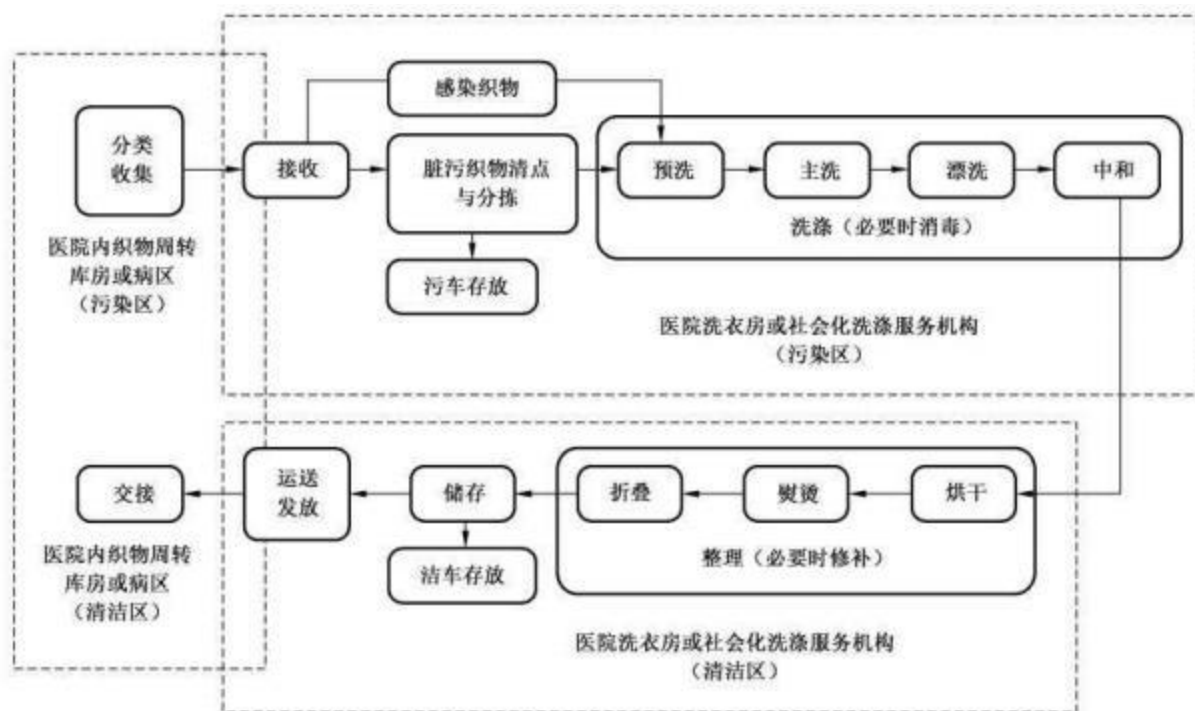 感染织物
分类
收集
接收
脏污织物清点
与分拣
预洗
主洗
漂洗
中和
洗涤（必要时消毒）
医院内织物周转
库房或病区
（污染区）
污车存放
医院洗衣房或社会化洗涤服务机构
（污染区）
交接
运送
发放
储存
折叠
熨烫
烘干
整理（必要时修补）
医院内织物周转
库房或病区
（清洁区）
洁车存放
医院洗衣房或社会化洗涤服务机构
（清洁区）